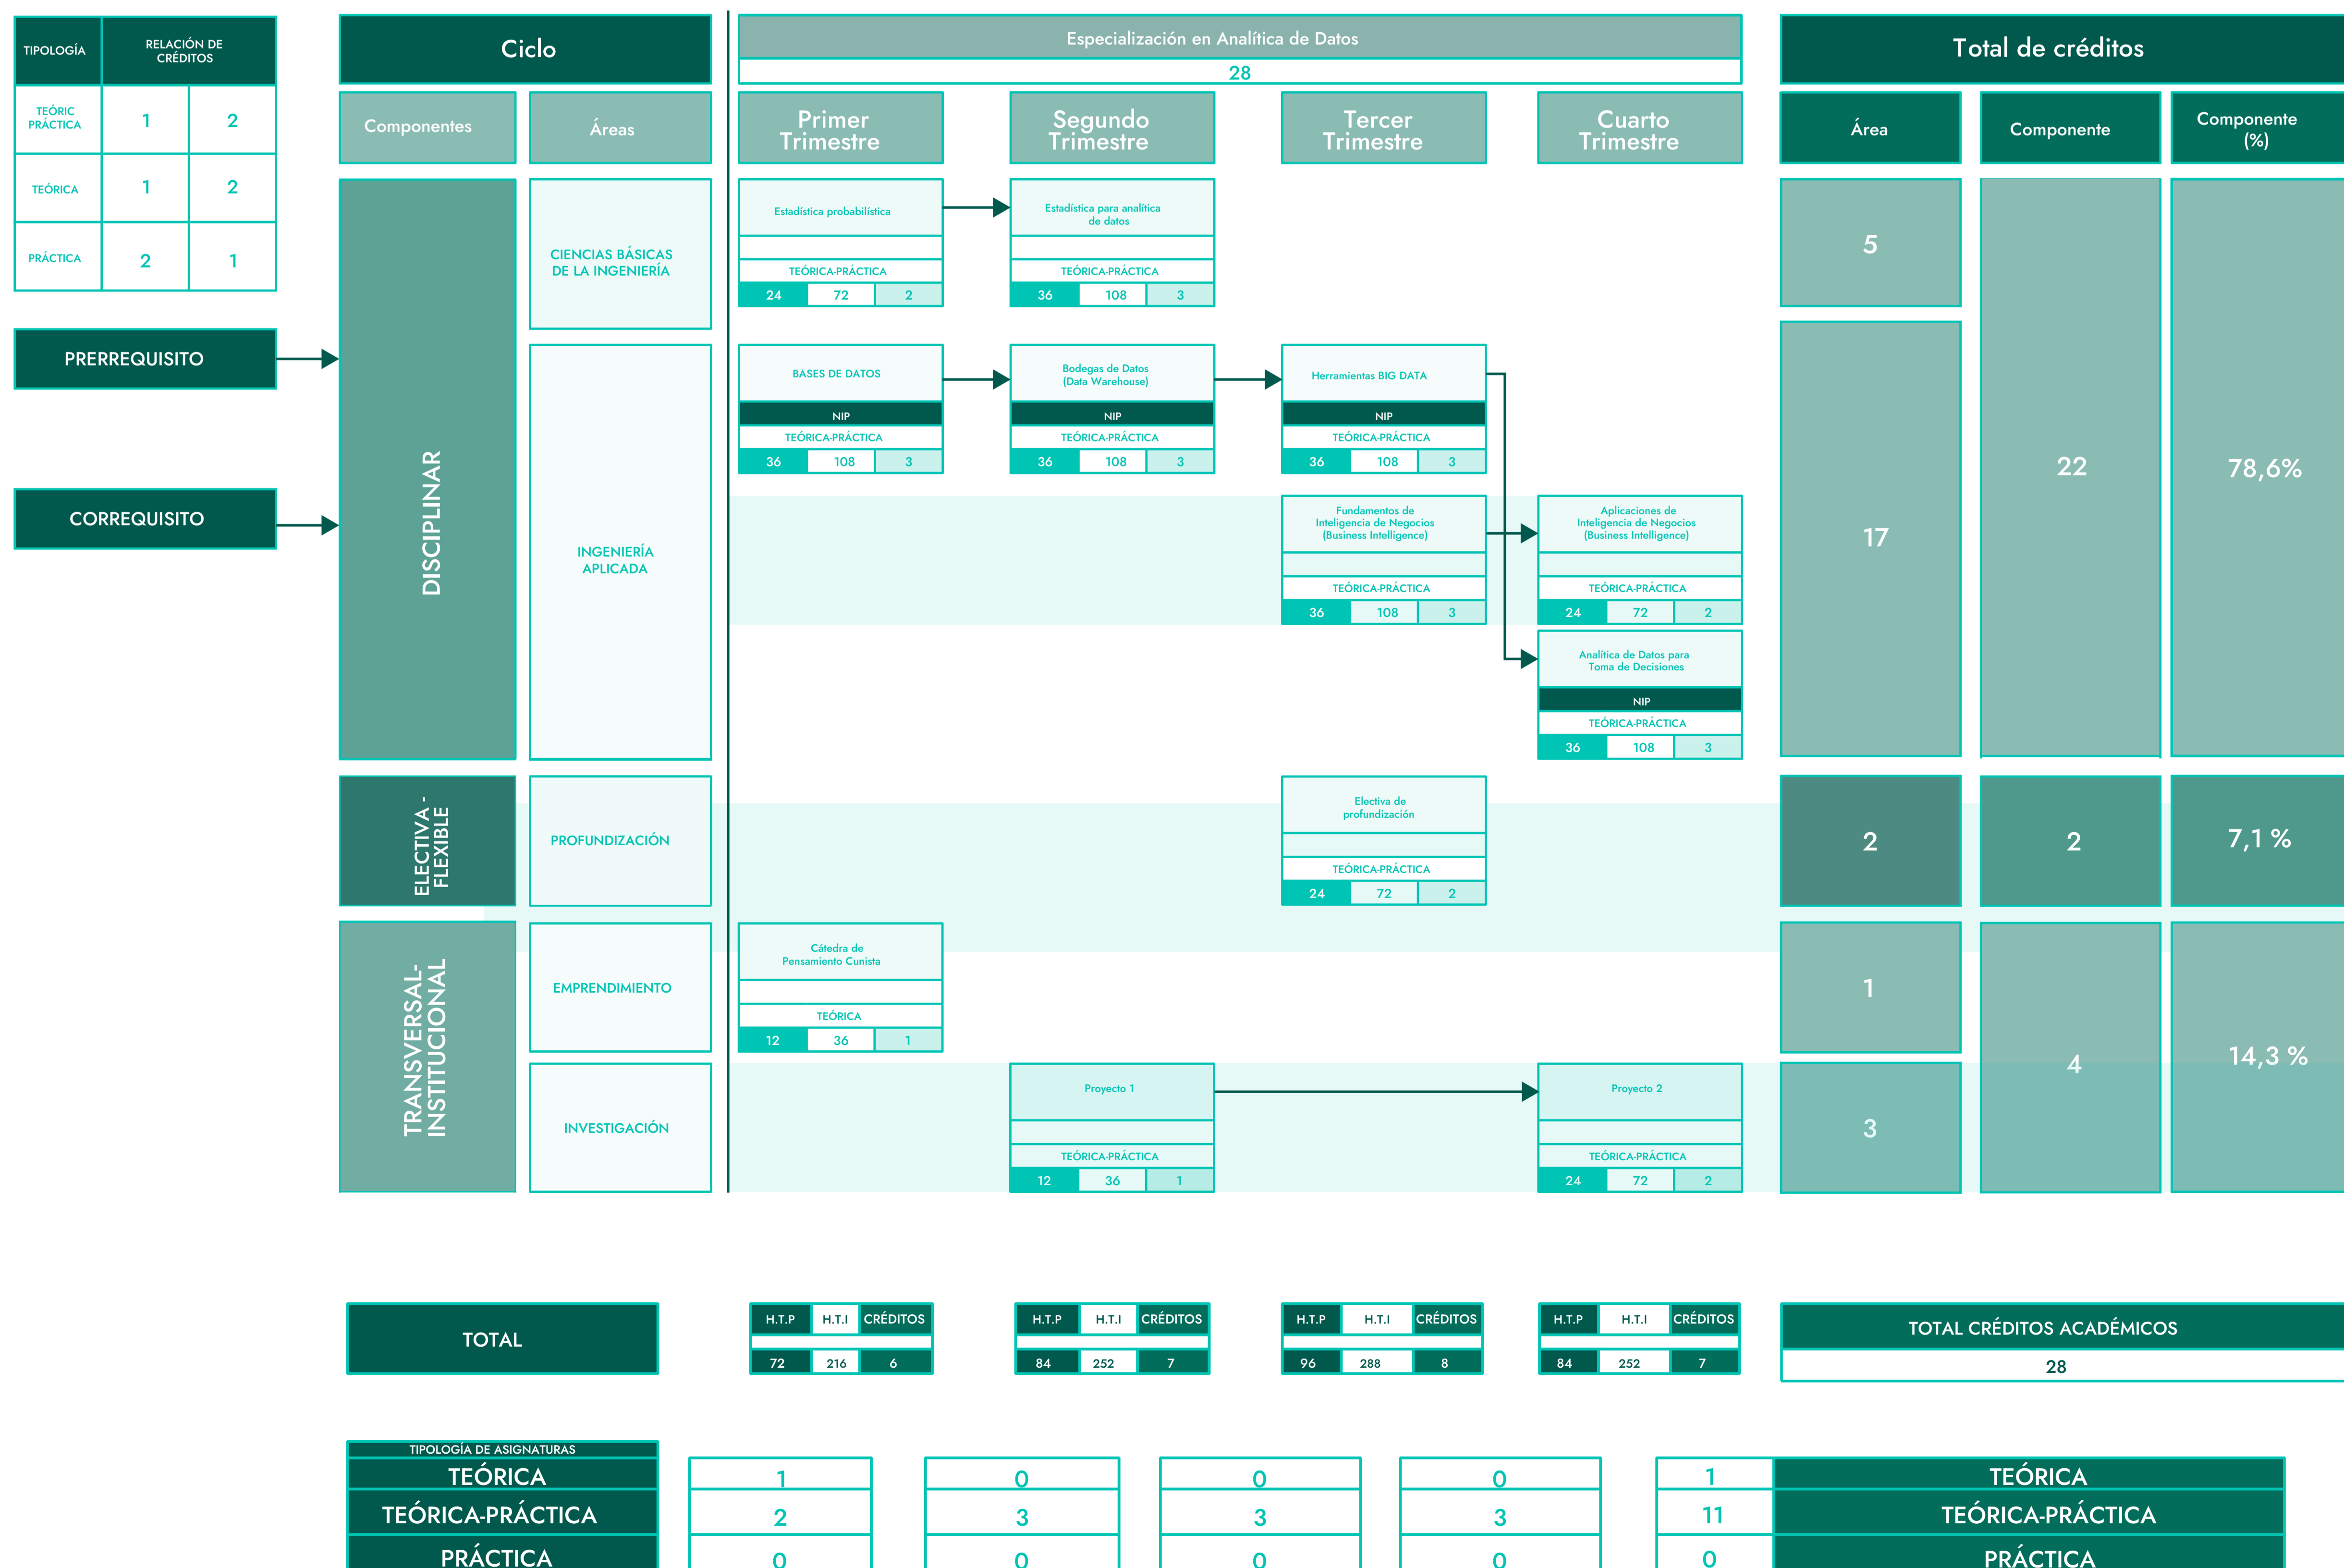 TIPOLOGÍA
RELACIÓN DE
CRÉDITOS
TEÓRIC
PRÁCTICA
1
2
TEÓRICA
1
2
PRÁCTICA
2
1
PRERREQUISITO
CORREQUISITO
Ciclo
Especialización en Analítica de Datos
28
Total de créditos
Componentes
Áreas
Primer
Trimestre
Segundo
Trimestre
Tercer
Trimestre
Cuarto
Trimestre
Área
Componente
Componente
(%)
DISCIPLINAR
CIENCIAS BÁSICAS
DE LA INGENIERÍA
Estadística probabilística
TEÓRICA-PRÁCTICA
24
72
2
Estadística para analítica
de datos
TEÓRICA-PRÁCTICA
36
108
3
5
INGENIERÍA
APLICADA
BASES DE DATOS
NIP
TEÓRICA-PRÁCTICA
36
108
3
Bodegas de Datos
(Data Warehouse)
NIP
TEÓRICA-PRÁCTICA
36
108
3
Herramientas BIG DATA
NIP
TEÓRICA-PRÁCTICA
36
108
3
Fundamentos de
Inteligencia de Negocios
(Business Intelligence)
TEÓRICA-PRÁCTICA
36
108
3
Aplicaciones de
Inteligencia de Negocios
(Business Intelligence)
TEÓRICA-PRÁCTICA
24
72
2
Analítica de Datos para
Toma de Decisiones
NIP
TEÓRICA-PRÁCTICA
36
108
3
17
22
78,6%
ELECTIVA -
FLEXIBLE
PROFUNDIZACIÓN
Electiva de
profundización
TEÓRICA-PRÁCTICA
24
72
2
2
2
7,1 %
TRANSVERSAL-
INSTITUCIONAL
EMPRENDIMIENTO
Cátedra de
Pensamiento Cunista
TEÓRICA
12
36
1
1
INVESTIGACIÓN
Proyecto 1
TEÓRICA-PRÁCTICA
12
36
1
Proyecto 2
TEÓRICA-PRÁCTICA
24
72
2
3
4
14,3 %
TOTAL
H.T.P
H.T.I
CRÉDITOS
72
216
6
H.T.P
H.T.I
CRÉDITOS
84
252
7
H.T.P
H.T.I
CRÉDITOS
96
288
8
H.T.P
H.T.I
CRÉDITOS
84
252
7
TOTAL CRÉDITOS ACADÉMICOS
28
TIPOLOGÍA DE ASIGNATURAS
TEÓRICA
1
0
0
0
1
TEÓRICA
TEÓRICA-PRÁCTICA
2
3
3
3
11
TEÓRICA-PRÁCTICA
PRÁCTICA
0
0
0
0
0
PRÁCTICA